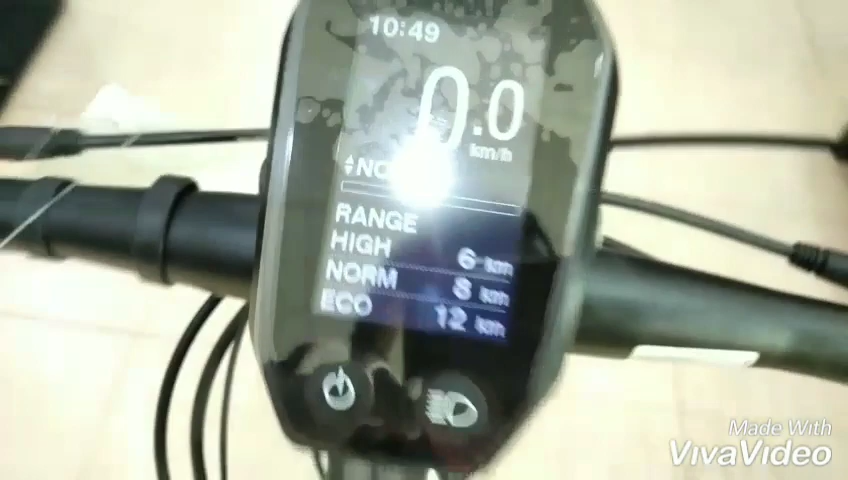 10:49
0.0
km/h
RANGE
HIGH 6 km
NORM 8 km
ECO 12 km
Made With
VivaVideo